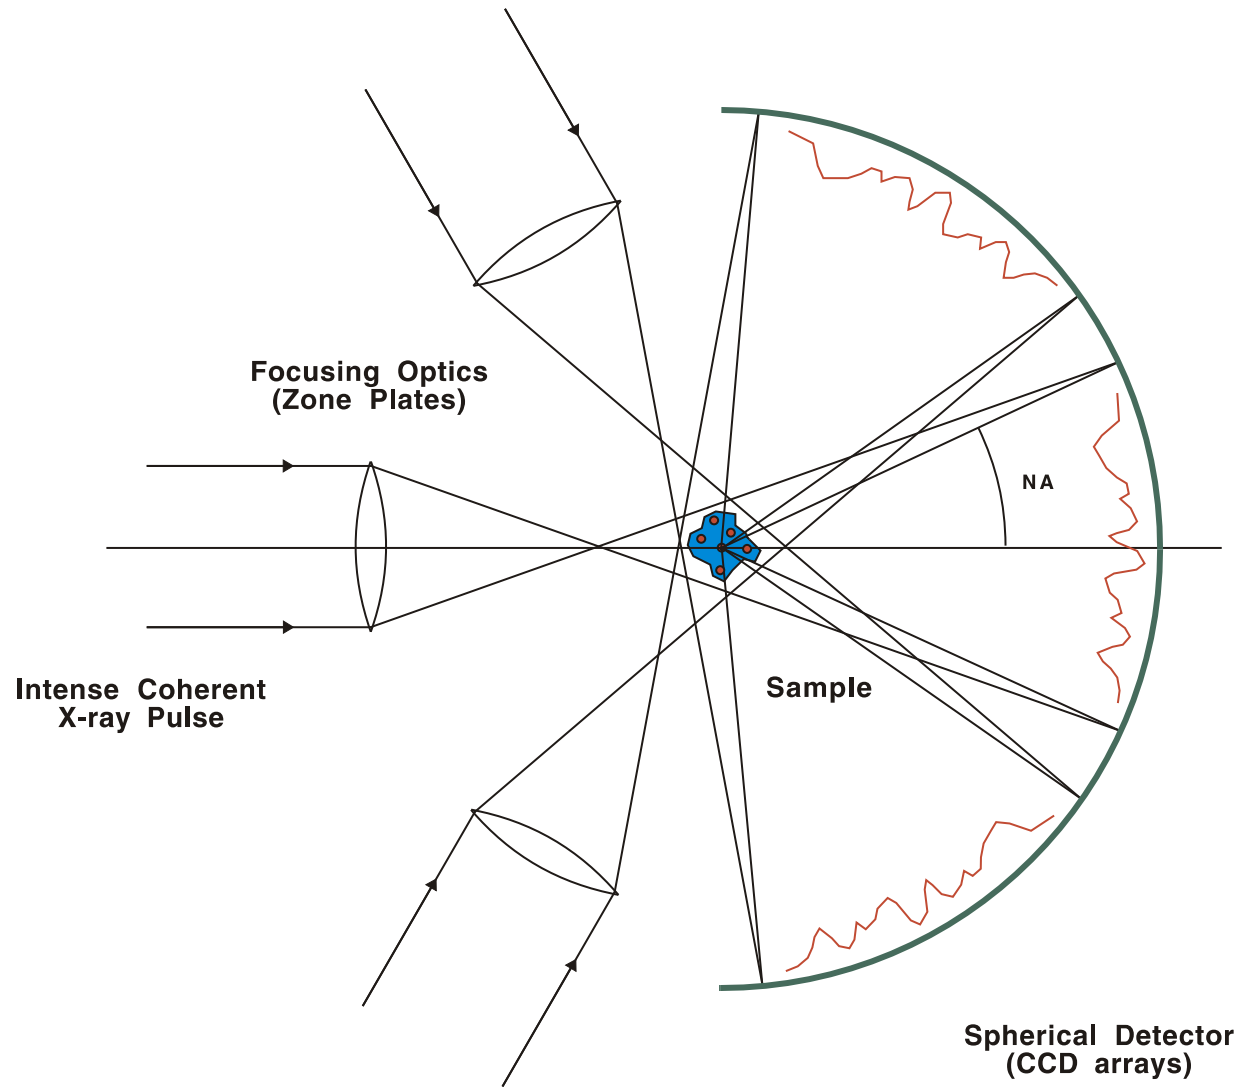 Focusing Optics
(Zone Plates)
NA
Intense Coherent
X-ray Pulse
Sample
Spherical Detector
(CCD arrays)